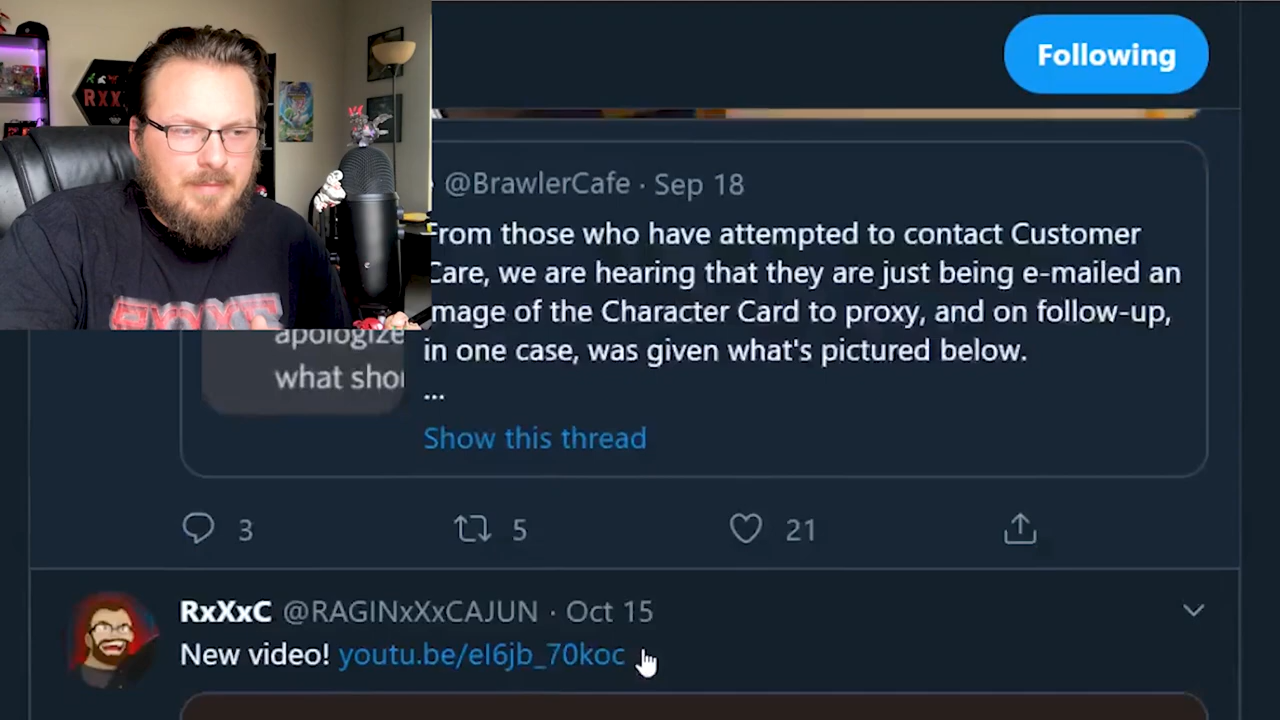 Following
RXX
@BrawlerCafe · Sep 18
From those who have attempted to contact Customer
Care, we are hearing that they are just being e-mailed an
image of the Character Card to proxy, and on follow-up,
in one case, was given what's pictured below.
...
apologize
what
Show this thread
3 5 21
RxXxC @RAGINxXxCAJUN · Oct 15
New video! youtu.be/eI6jb_70koc